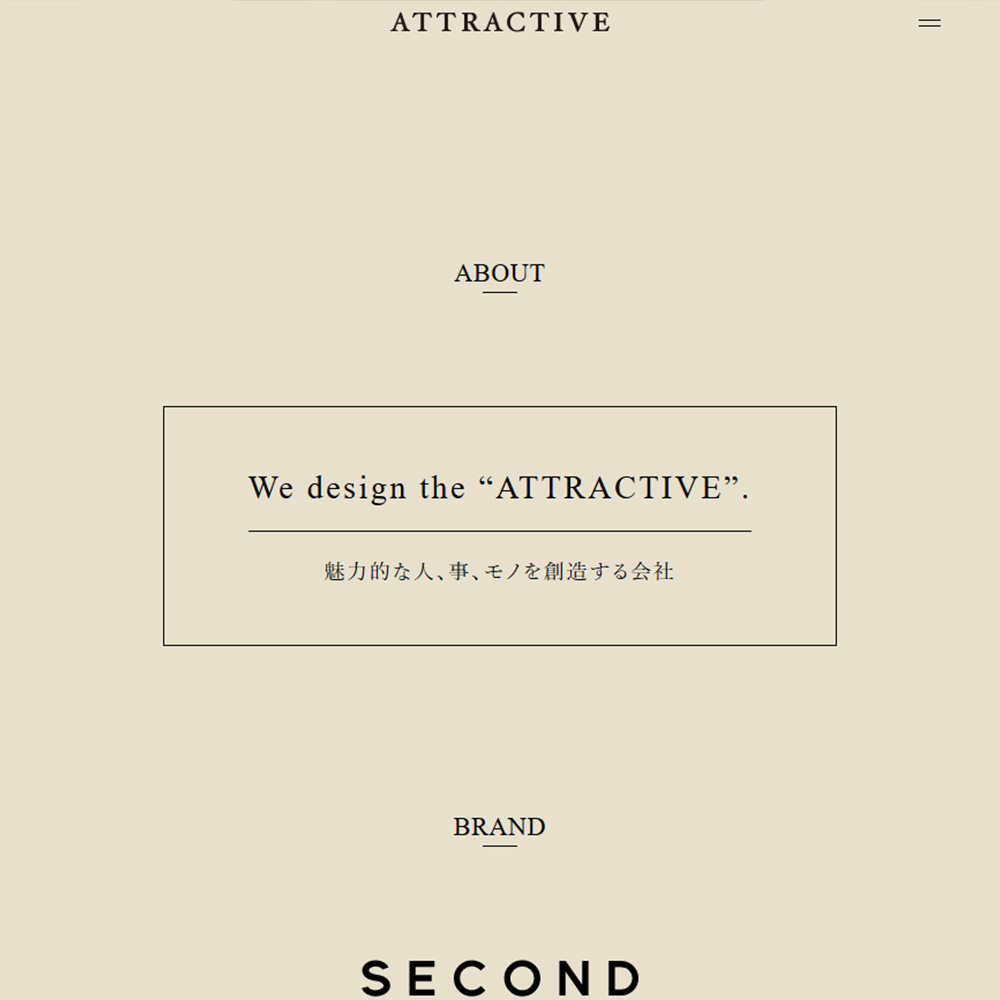 ATTRACTIVE
ABOUT
We design the “ATTRACTIVE”.
魅力的な人、事、モノを創造する会社
BRAND
SECOND